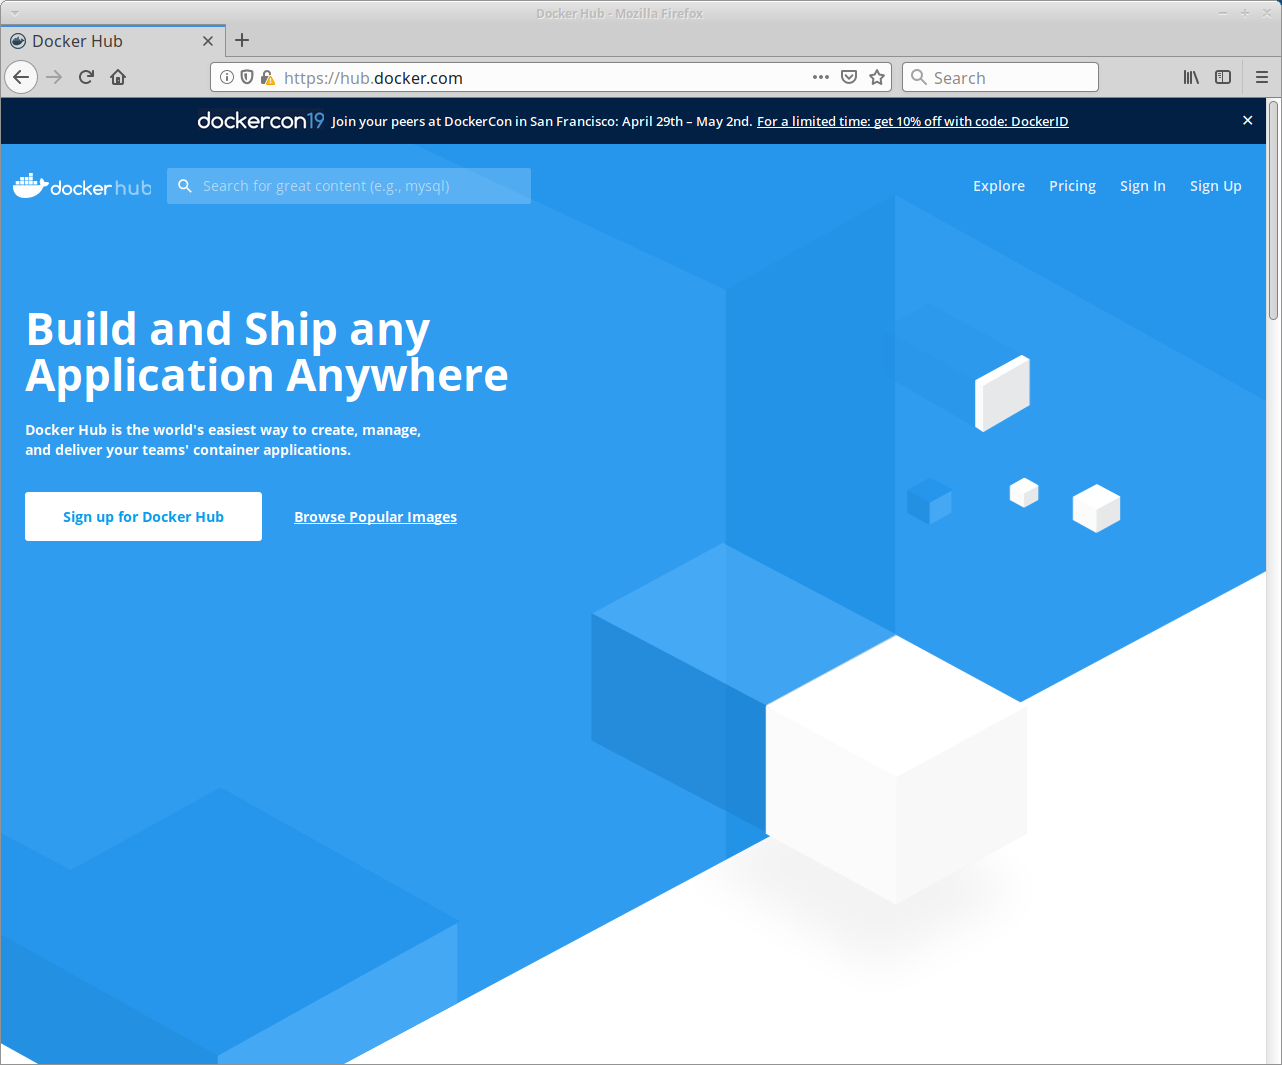 Docker Hub - Mozilla Firefox
Docker Hub
https://hub.docker.com
Search
dockercon19 Join your peers at DockerCon in San Francisco: April 29th – May 2nd. For a limited time: get 10% off with code: DockerID
docker hub
Search for great content (e.g., mysql)
Explore Pricing Sign In Sign Up
Build and Ship any
Application Anywhere
Docker Hub is the world's easiest way to create, manage,
and deliver your teams' container applications.
Sign up for Docker Hub
Browse Popular Images